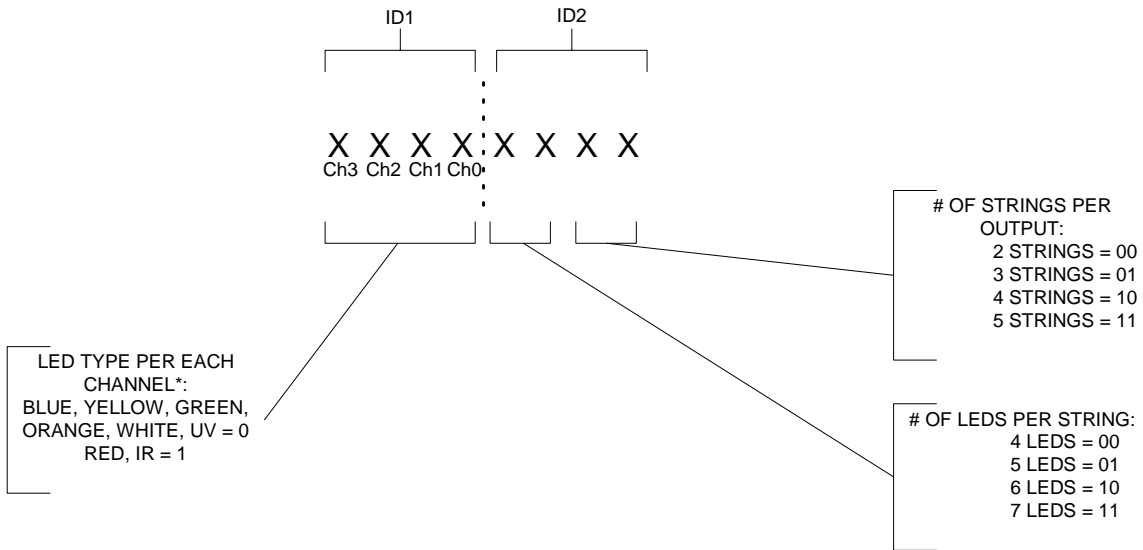 ID1
ID2
X X X X X X X X
Ch3 Ch2 Ch1 Ch0
# OF STRINGS PER
OUTPUT:
2 STRINGS = 00
3 STRINGS = 01
4 STRINGS = 10
5 STRINGS = 11
LED TYPE PER EACH
CHANNEL*:
BLUE, YELLOW, GREEN,
ORANGE, WHITE, UV = 0
RED, IR = 1
# OF LEDS PER STRING:
4 LEDS = 00
5 LEDS = 01
6 LEDS = 10
7 LEDS = 11